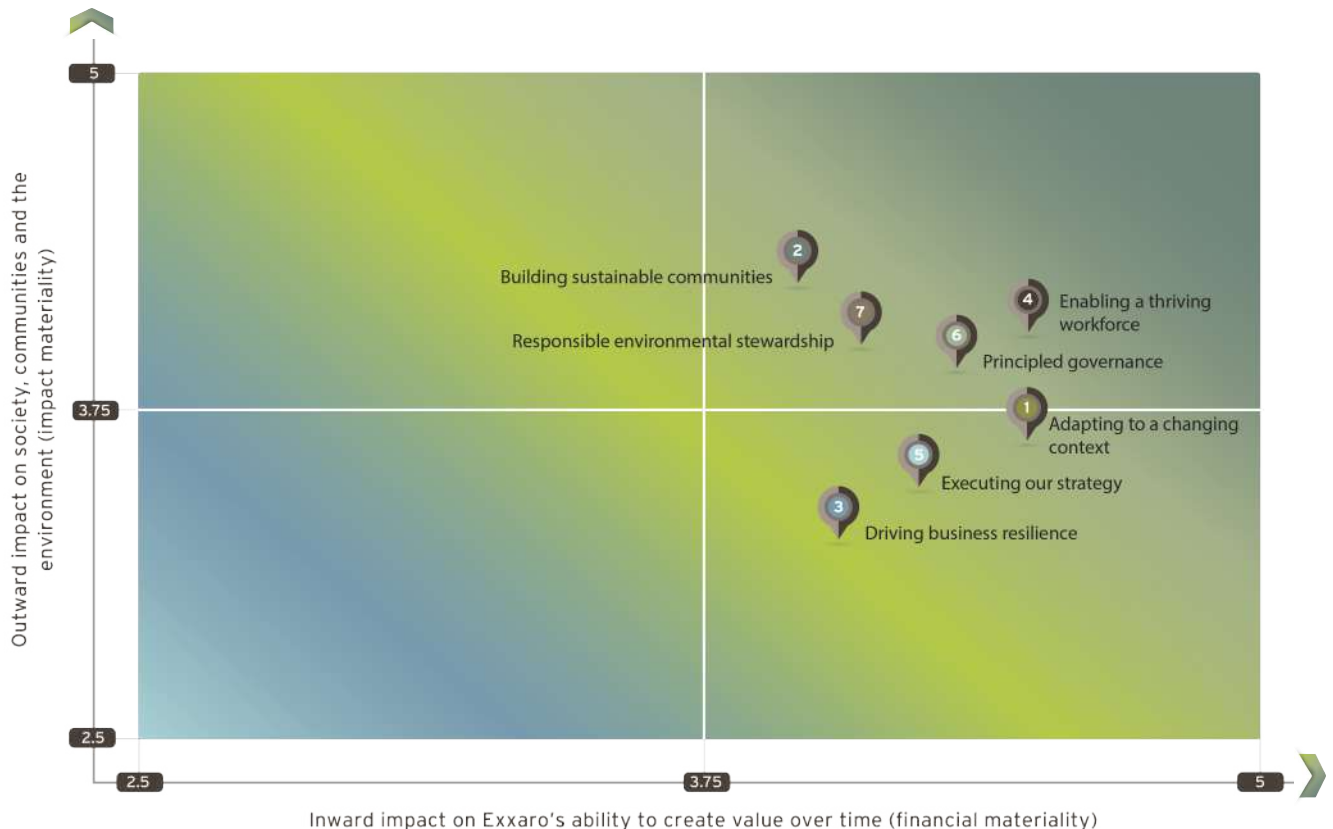 5
Outward impact on society, communities and the
environment (impact materiality)
2
Building sustainable communities
4
Enabling a thriving
workforce
7
Responsible environmental stewardship
6
Principled governance
3.75
1
Adapting to a changing
context
5
Executing our strategy
3
Driving business resilience
2.5
2.5
3.75
5
Inward impact on Exxaro's ability to create value over time (financial materiality)